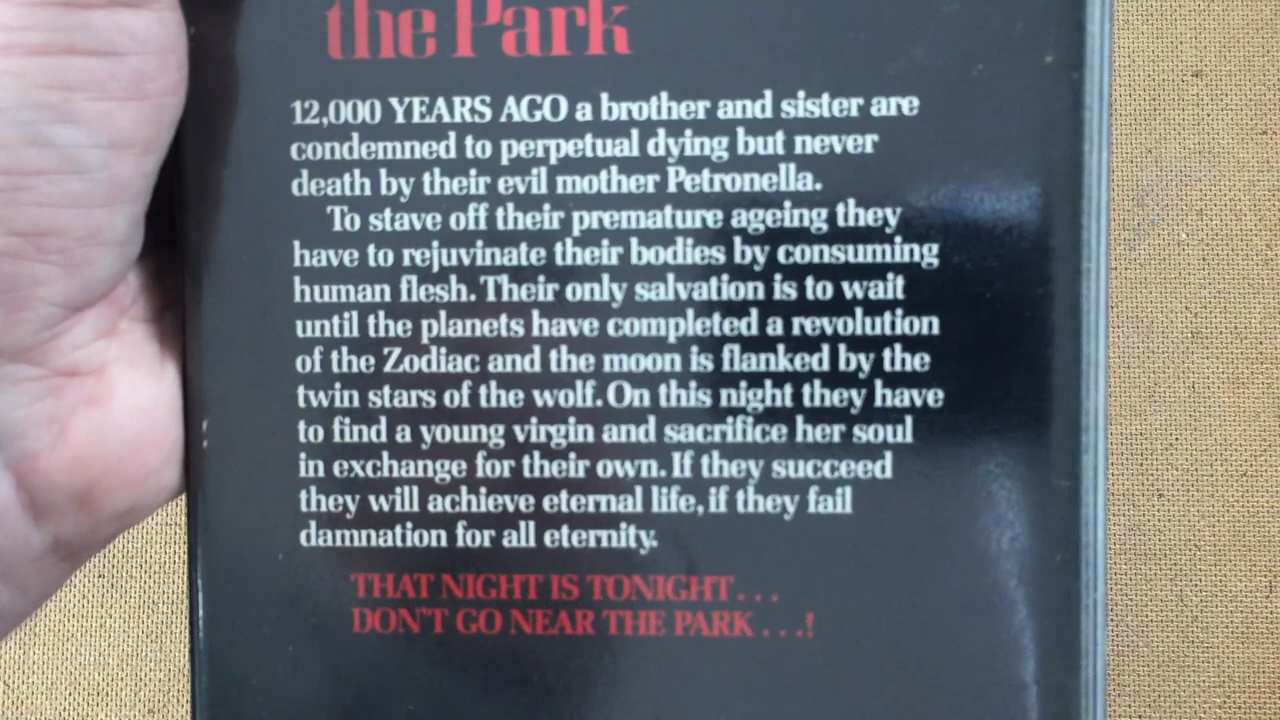 the Park
12,000 YEARS AGO a brother and sister are
condemned to perpetual dying but never
death by their evil mother Petronella.
To stave off their premature ageing they
have to rejuvinate their bodies by consuming
human flesh. Their only salvation is to wait
until the planets have completed a revolution
of the Zodiac and the moon is flanked by the
twin stars of the wolf. On this night they have
to find a young virgin and sacrifice her soul
in exchange for their own. If they succeed
they will achieve eternal life, if they fail
damnation for all eternity.
THAT NIGHT IS TONIGHT...
DON'T GO NEAR THE PARK...!